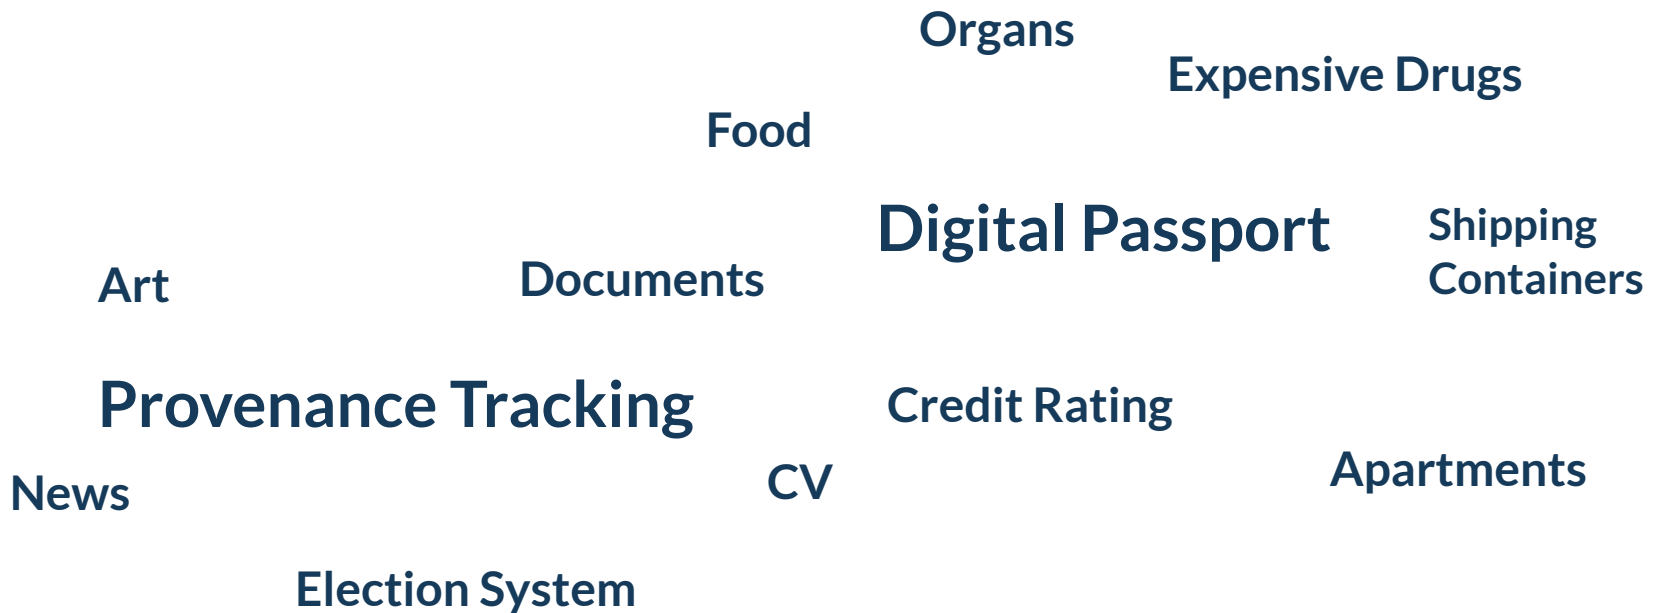 Organs
Expensive Drugs
Food
Digital Passport
Shipping
Containers
Art
Documents
Provenance Tracking
Credit Rating
Apartments
News
CV
Election System